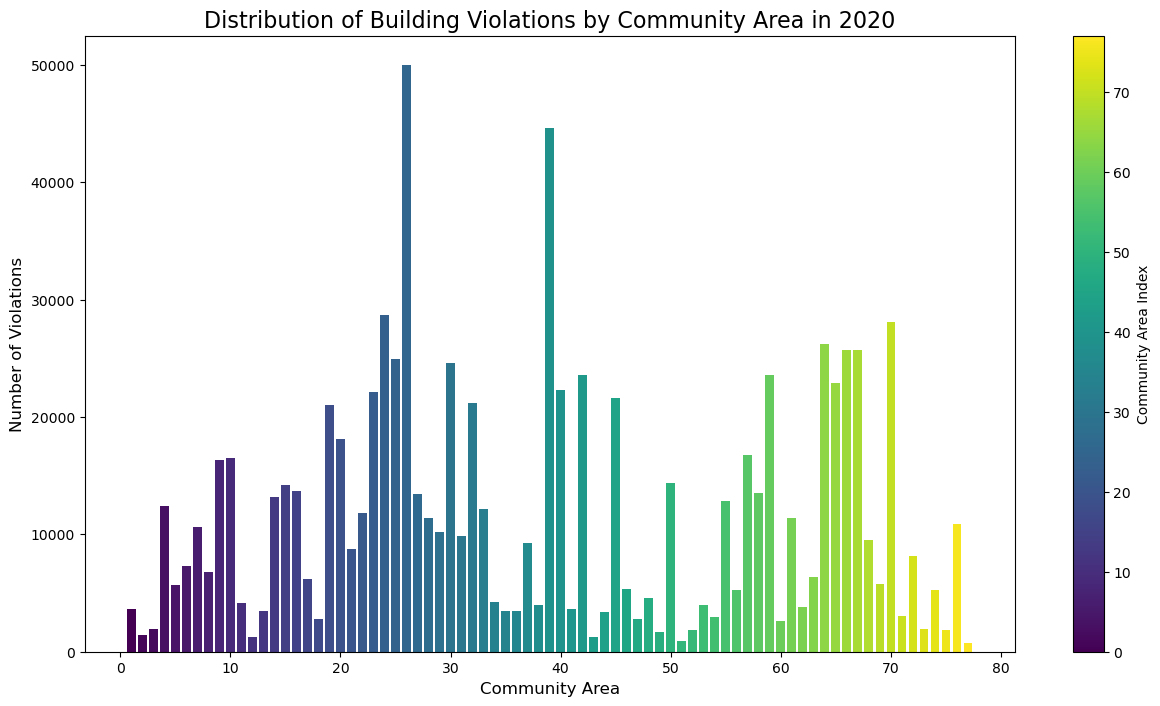 Distribution of Building Violations by Community Area in 2020
Number of Violations
50000
40000
30000
20000
10000
0
0 10 20 30 40 50 60 70 80
Community Area
70
60
50
40
30
20
10
0
Community Area Index